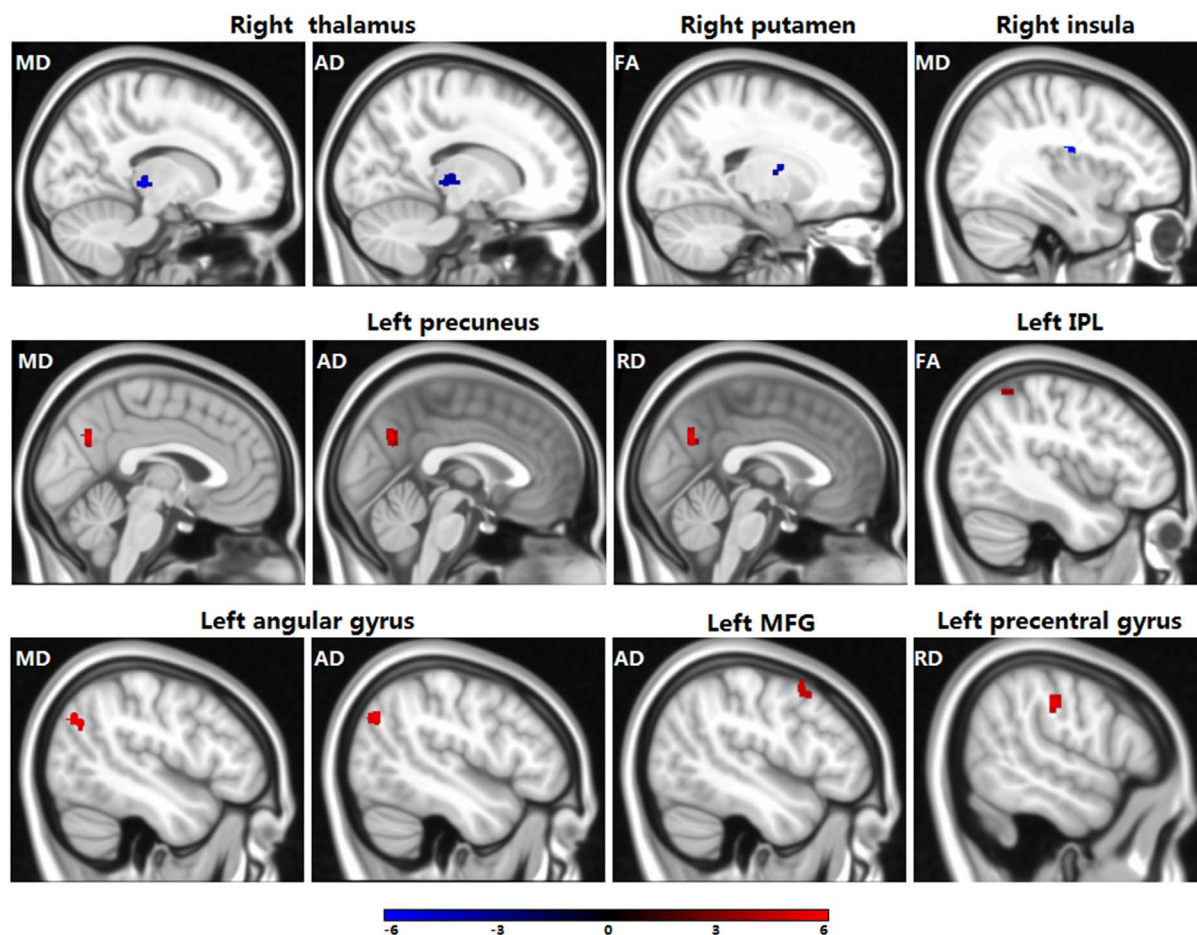 Right thalamus Right putamen Right insula
MD AD FA MD
Left precuneus Left IPL
MD AD RD FA
Left angular gyrus Left MFG Left precentral gyrus
MD AD AD RD
-6 -3 0 3 6